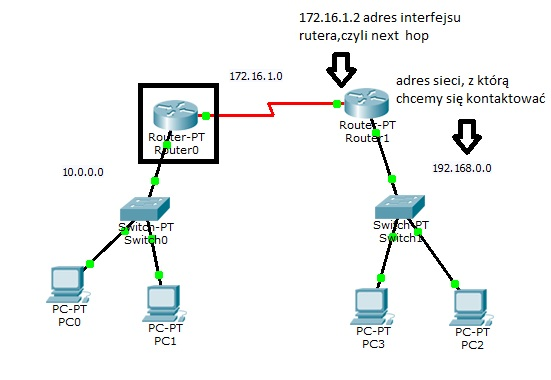 172.16.1.2 adres interfejsu
rutera,czyli next hop
172.16.1.0
adres sieci, z którą
chcemy się kontaktować
Router-PT
Router0
Router-PT
Router1
10.0.0.0
192.168.0.0
Switch-PT
Switch0
Switch-PT
Switch1
PC-PT
PC0
PC-PT
PC1
PC-PT
PC3
PC-PT
PC2